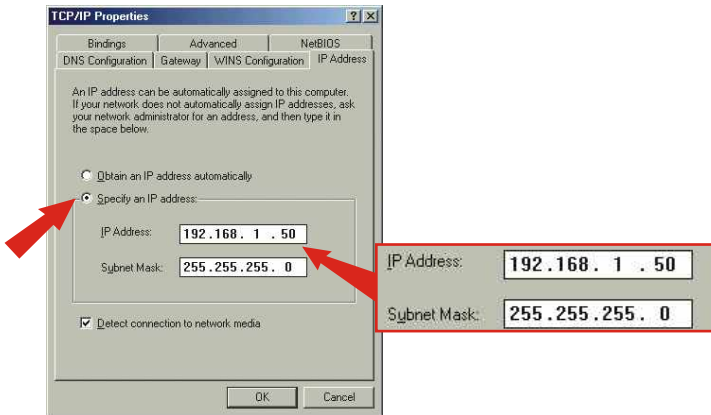 TCP/IP Properties
Bindings Advanced NetBIOS
DNS Configuration Gateway WINS Configuration IP Address
An IP address can be automatically assigned to this computer.
If your network does not automatically assign IP addresses, ask
your network administrator for an address, and then type it in
the space below.
Obtain an IP address automatically
Specify an IP address:
IP Address: 192.168. 1 .50
Subnet Mask: 255.255.255. 0
Detect connection to network media
OK Cancel
IP Address: 192.168. 1 .50
Subnet Mask: 255.255.255. 0